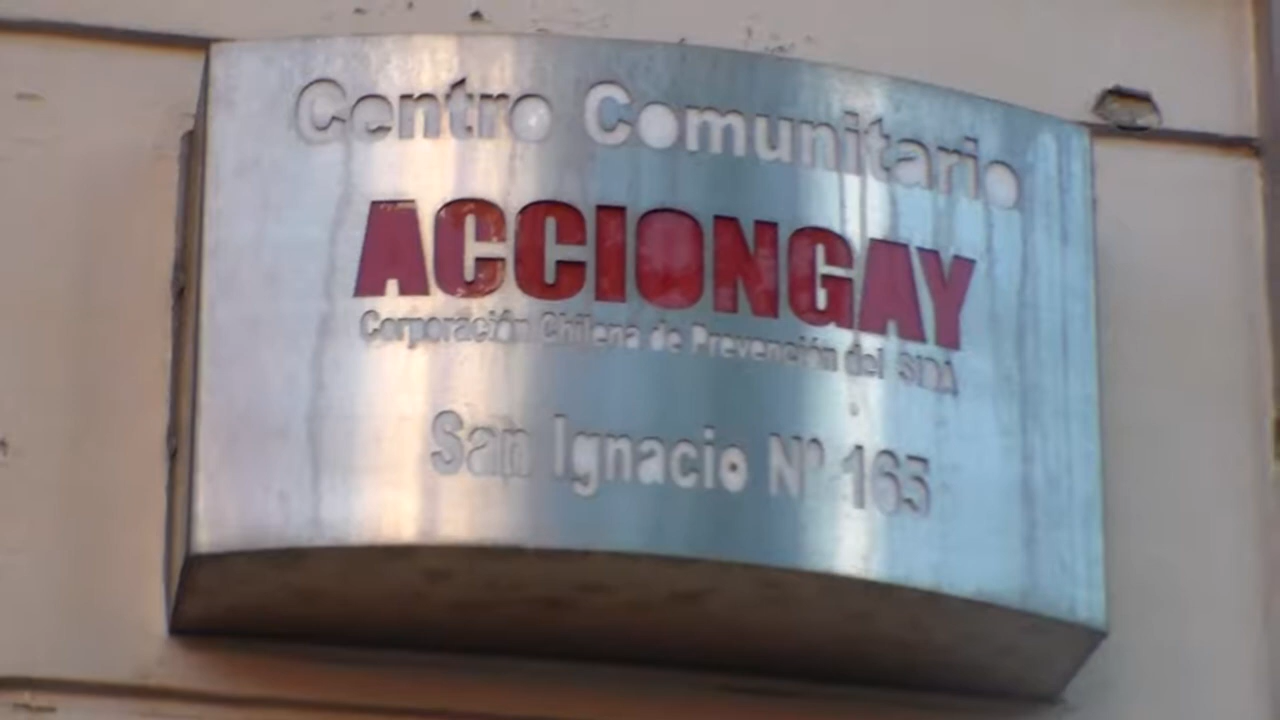 Centro Comunitario
ACCIONGAY
Corporación Chilena de Prevención del SIDA
San Ignacio Nº 165